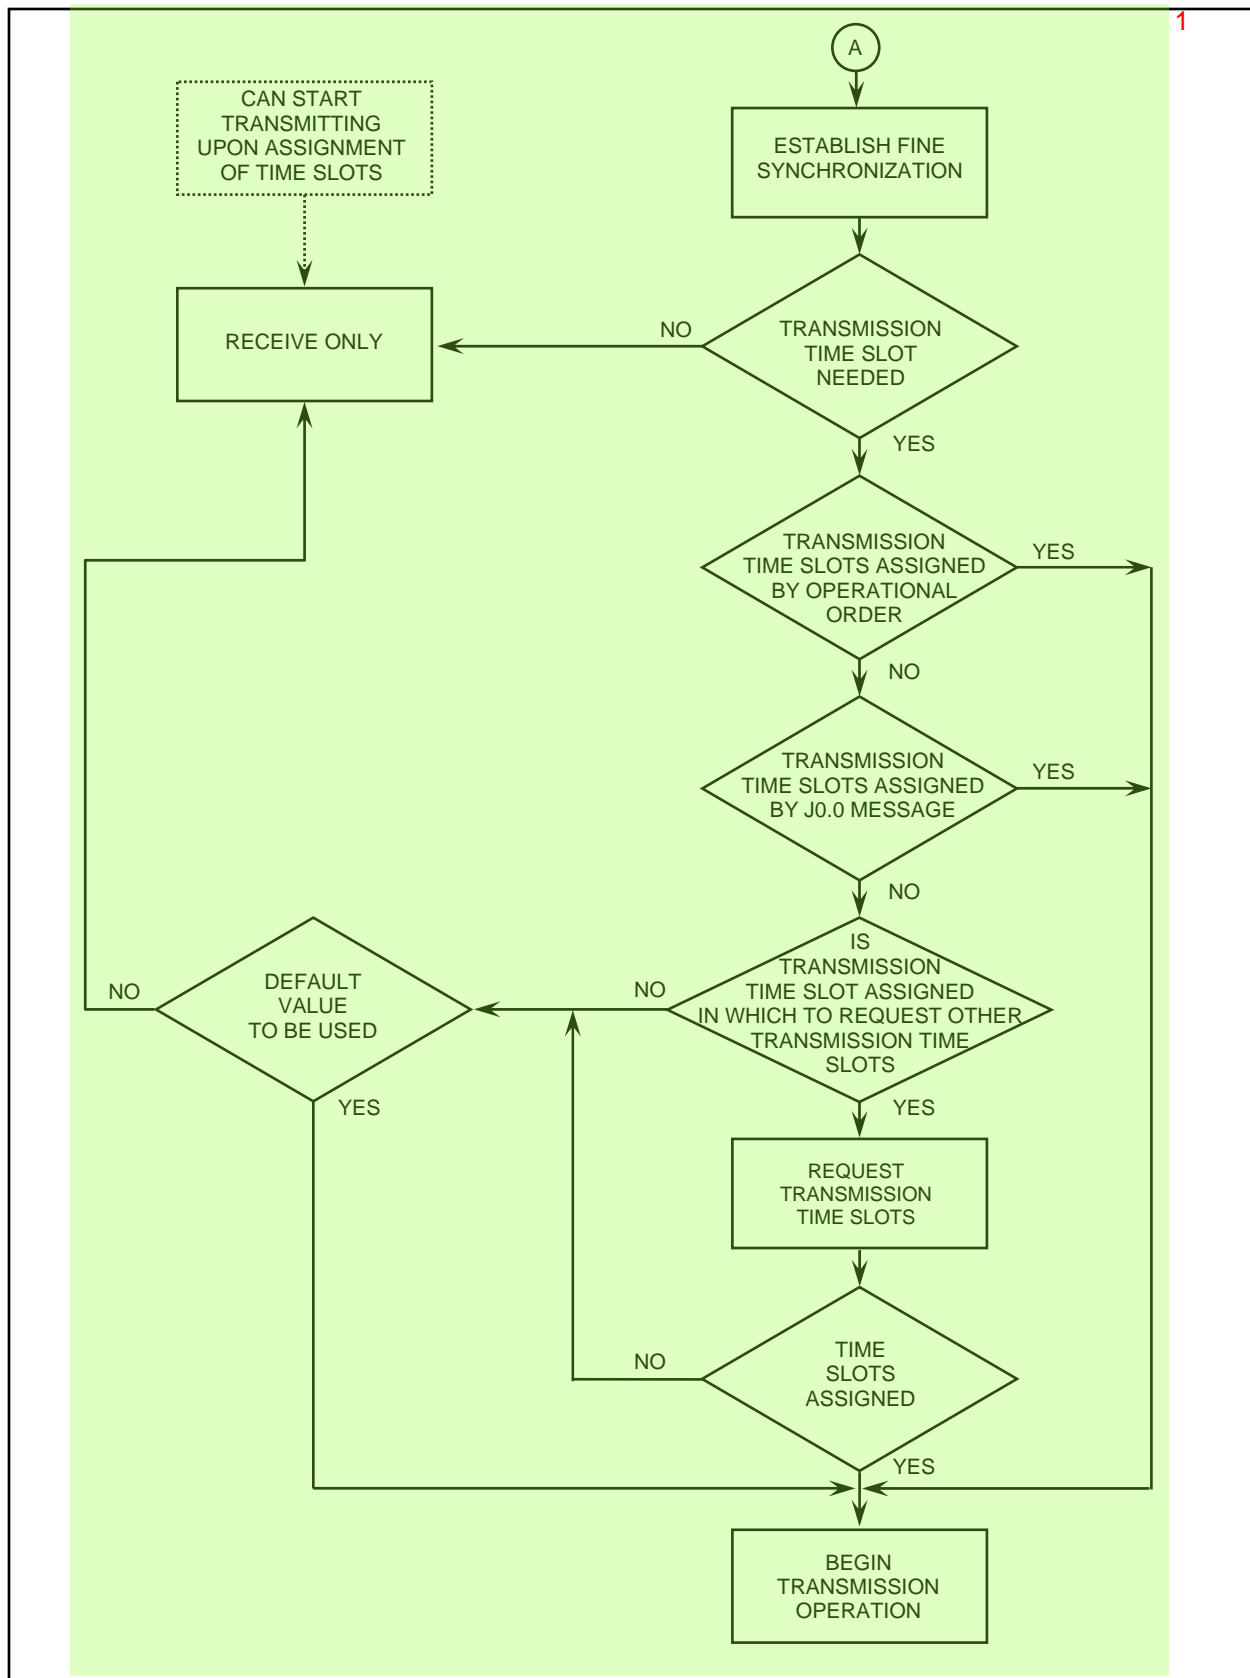 1
A
CAN START
TRANSMITTING
UPON ASSIGNMENT
OF TIME SLOTS
ESTABLISH FINE
SYNCHRONIZATION
RECEIVE ONLY
NO
TRANSMISSION
TIME SLOT
NEEDED
YES
TRANSMISSION
TIME SLOTS ASSIGNED
BY OPERATIONAL
ORDER
YES
NO
TRANSMISSION
TIME SLOTS ASSIGNED
BY J0.0 MESSAGE
YES
NO
IS
TRANSMISSION
TIME SLOT ASSIGNED
IN WHICH TO REQUEST OTHER
TRANSMISSION TIME
SLOTS
NO
DEFAULT
VALUE
TO BE USED
NO
YES
YES
REQUEST
TRANSMISSION
TIME SLOTS
TIME
SLOTS
ASSIGNED
NO
YES
BEGIN
TRANSMISSION
OPERATION